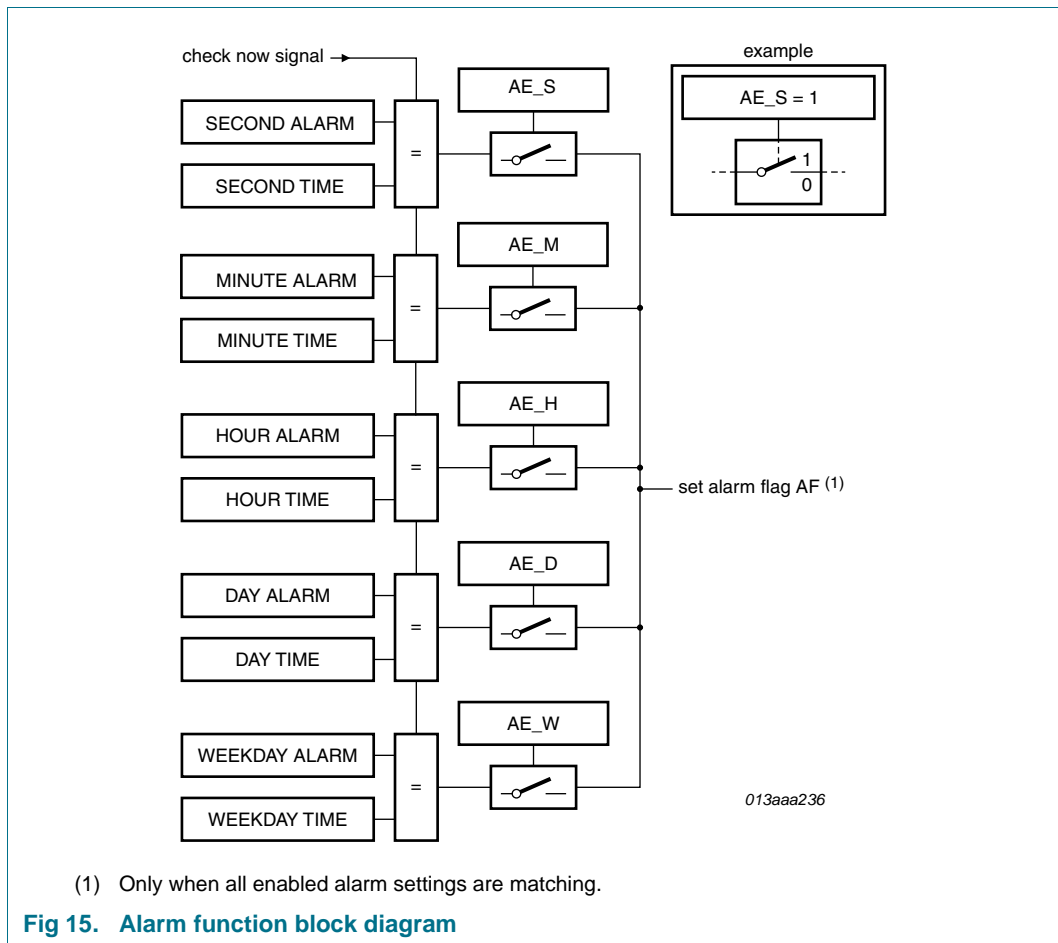 check now signal
example
AE_S
AE_S = 1
SECOND ALARM
=
1
SECOND TIME
0
AE_M
MINUTE ALARM
=
MINUTE TIME
AE_H
HOUR ALARM
=
set alarm flag AF (1)
HOUR TIME
AE_D
DAY ALARM
=
DAY TIME
AE_W
WEEKDAY ALARM
=
013aaa236
WEEKDAY TIME
(1) Only when all enabled alarm settings are matching.
Fig 15. Alarm function block diagram